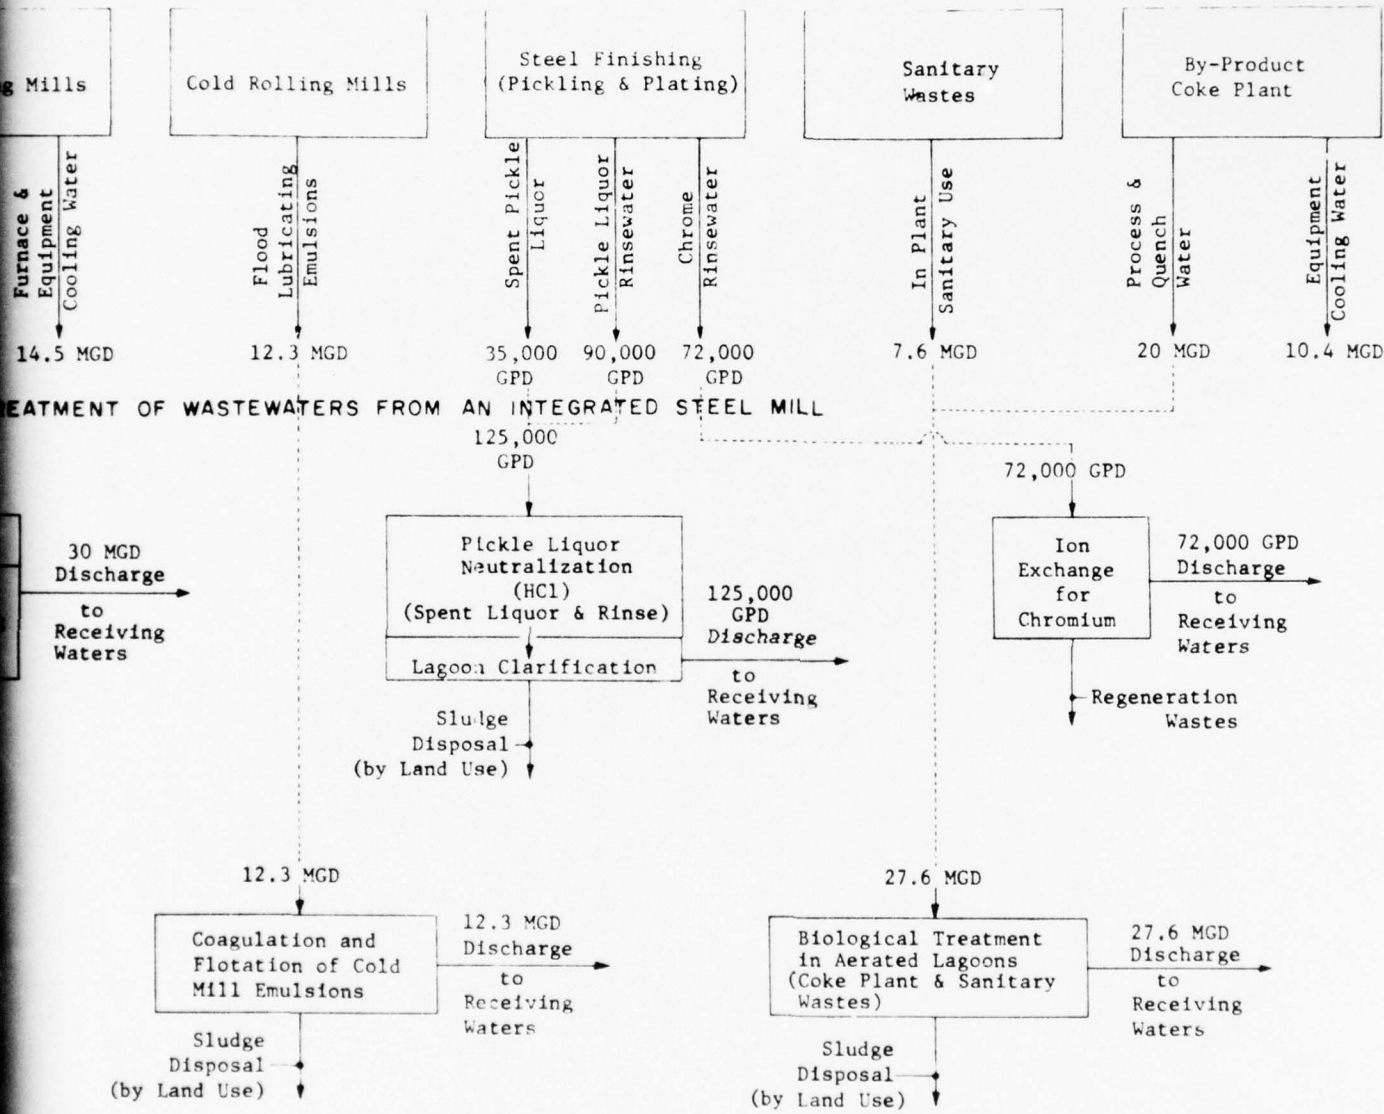 Mills
Cold Rolling Mills
Steel Finishing
(Pickling & Plating)
Sanitary
Wastes
By-Product
Coke Plant
Furnace &
Equipment
Cooling Water
Flood
Lubricating
Emulsions
Spent Pickle
Liquor
Pickle Liquor
Rinsewater
Chrome
Rinsewater
In Plant
Sanitary Use
Process &
Quench
Water
Equipment
Cooling Water
14.5 MGD
12.3 MGD
35,000
GPD
90,000
GPD
72,000
GPD
7.6 MGD
20 MGD
10.4 MGD
EATMENT OF WASTEWATERS FROM AN INTEGRATED STEEL MILL
125,000
GPD
72,000 GPD
30 MGD
Discharge
to
Receiving
Waters
Pickle Liquor
Neutralization
(HCl)
(Spent Liquor & Rinse)
Lagoon Clarification
125,000
GPD
Discharge
to
Receiving
Waters
Sludge
Disposal
(by Land Use)
Ion
Exchange
for
Chromium
72,000 GPD
Discharge
to
Receiving
Waters
Regeneration
Wastes
12.3 MGD
Coagulation and
Flotation of Cold
Mill Emulsions
12.3 MGD
Discharge
to
Receiving
Waters
Sludge
Disposal
(by Land Use)
27.6 MGD
Biological Treatment
in Aerated Lagoons
(Coke Plant & Sanitary
Wastes)
27.6 MGD
Discharge
to
Receiving
Waters
Sludge
Disposal
(by Land Use)